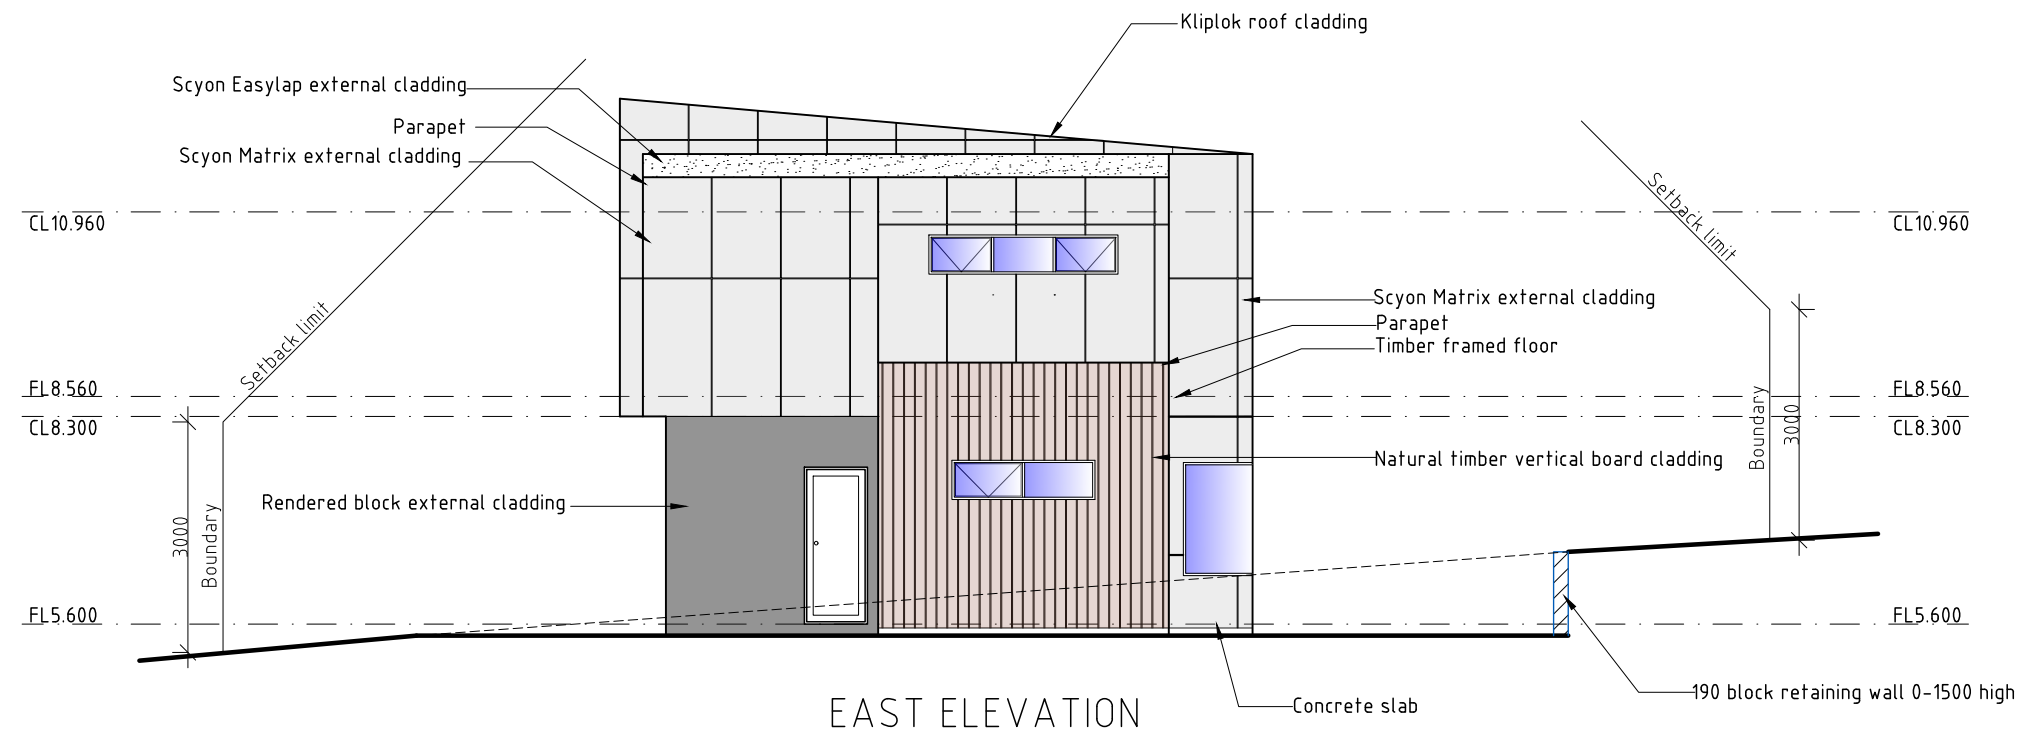 Kliplok roof cladding
Scyon Easylap external cladding
Parapet
Scyon Matrix external cladding
Setback limit
Setback limit
CL10.960
CL10.960
Scyon Matrix external cladding
Parapet
Timber framed floor
FL8.560
FL8.560
CL8.300
CL8.300
Natural timber vertical board cladding
Rendered block external cladding
3000
Boundary
Boundary
3000
FL5.600
FL5.600
190 block retaining wall 0-1500 high
Concrete slab
EAST ELEVATION